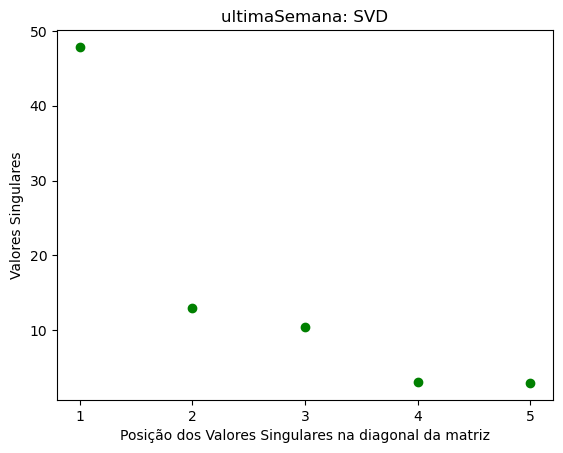 ultimaSemana: SVD
Valores Singulares
50
40
30
20
10
1 2 3 4 5
Posição dos Valores Singulares na diagonal da matriz